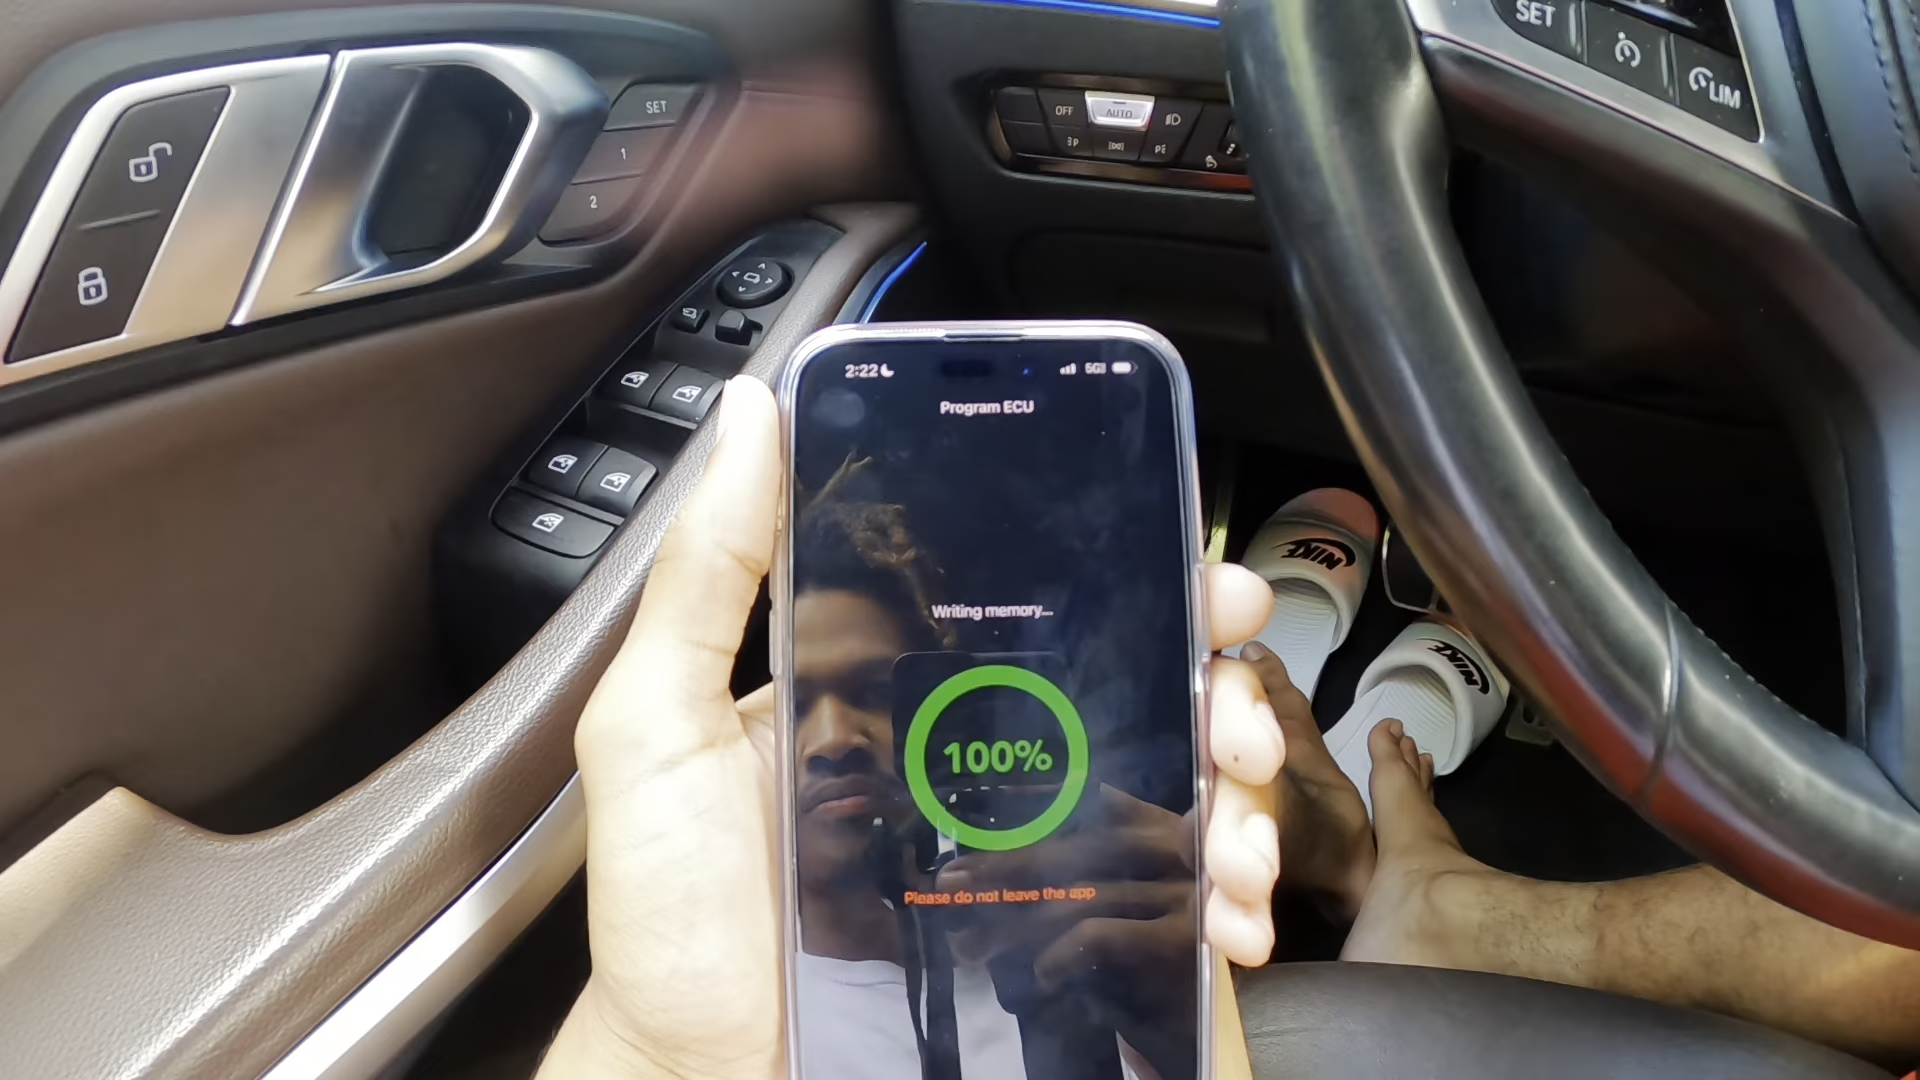 SET
1
2
OFF
AUTO
SET
LIM
2:22
5G
Program ECU
Writing memory...
100%
Please do not leave the app
NIKE
NIKE